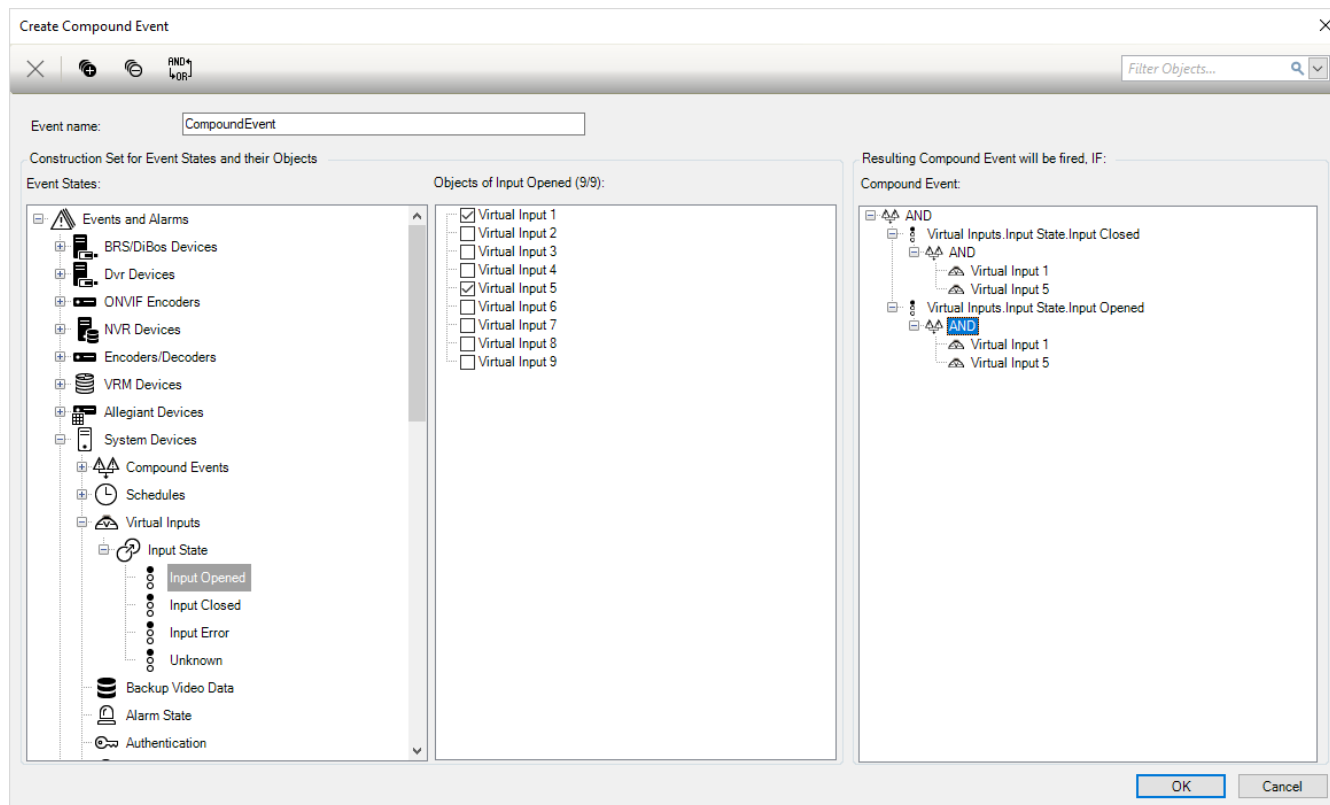 Create Compound Event
AND
OR
Filter Objects...
Event name:
CompoundEvent
Construction Set for Event States and their Objects
Event States:
Events and Alarms
BRS/DiBos Devices
Dvr Devices
ONVIF Encoders
NVR Devices
Encoders/Decoders
VRM Devices
Allegiant Devices
System Devices
Compound Events
Schedules
Virtual Inputs
Input State
Input Opened
Input Closed
Input Error
Unknown
Backup Video Data
Alarm State
Authentication
Objects of Input Opened (9/9):
Virtual Input 1
Virtual Input 2
Virtual Input 3
Virtual Input 4
Virtual Input 5
Virtual Input 6
Virtual Input 7
Virtual Input 8
Virtual Input 9
Resulting Compound Event will be fired, IF:
Compound Event:
AND
Virtual Inputs.Input State.Input Closed
AND
Virtual Input 1
Virtual Input 5
Virtual Inputs.Input State.Input Opened
AND
Virtual Input 1
Virtual Input 5
OK
Cancel